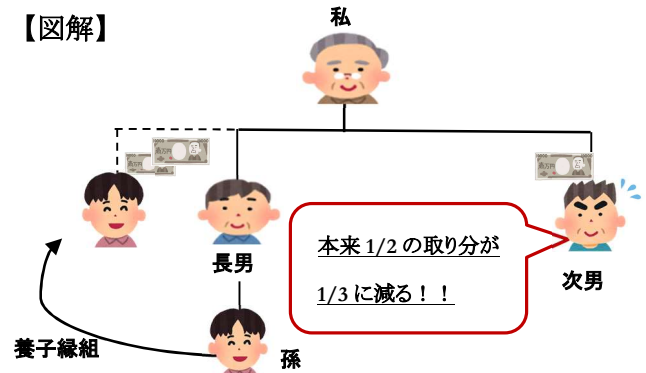 【図解】
私
長男
本来 1/2 の取り分が
1/3 に減る！！
次男
養子縁組
孫